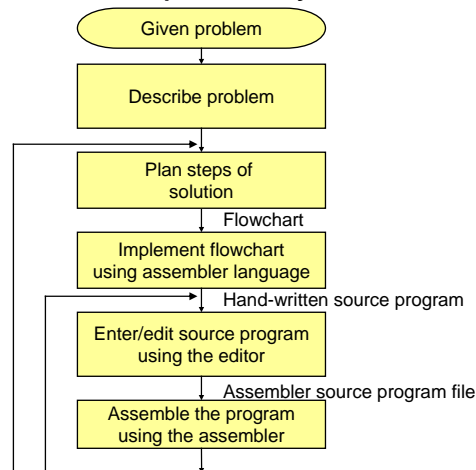 Given problem
Describe problem
Plan steps of
solution
Flowchart
Implement flowchart
using assembler language
Hand-written source program
Enter/edit source program
using the editor
Assembler source program file
Assemble the program
using the assembler